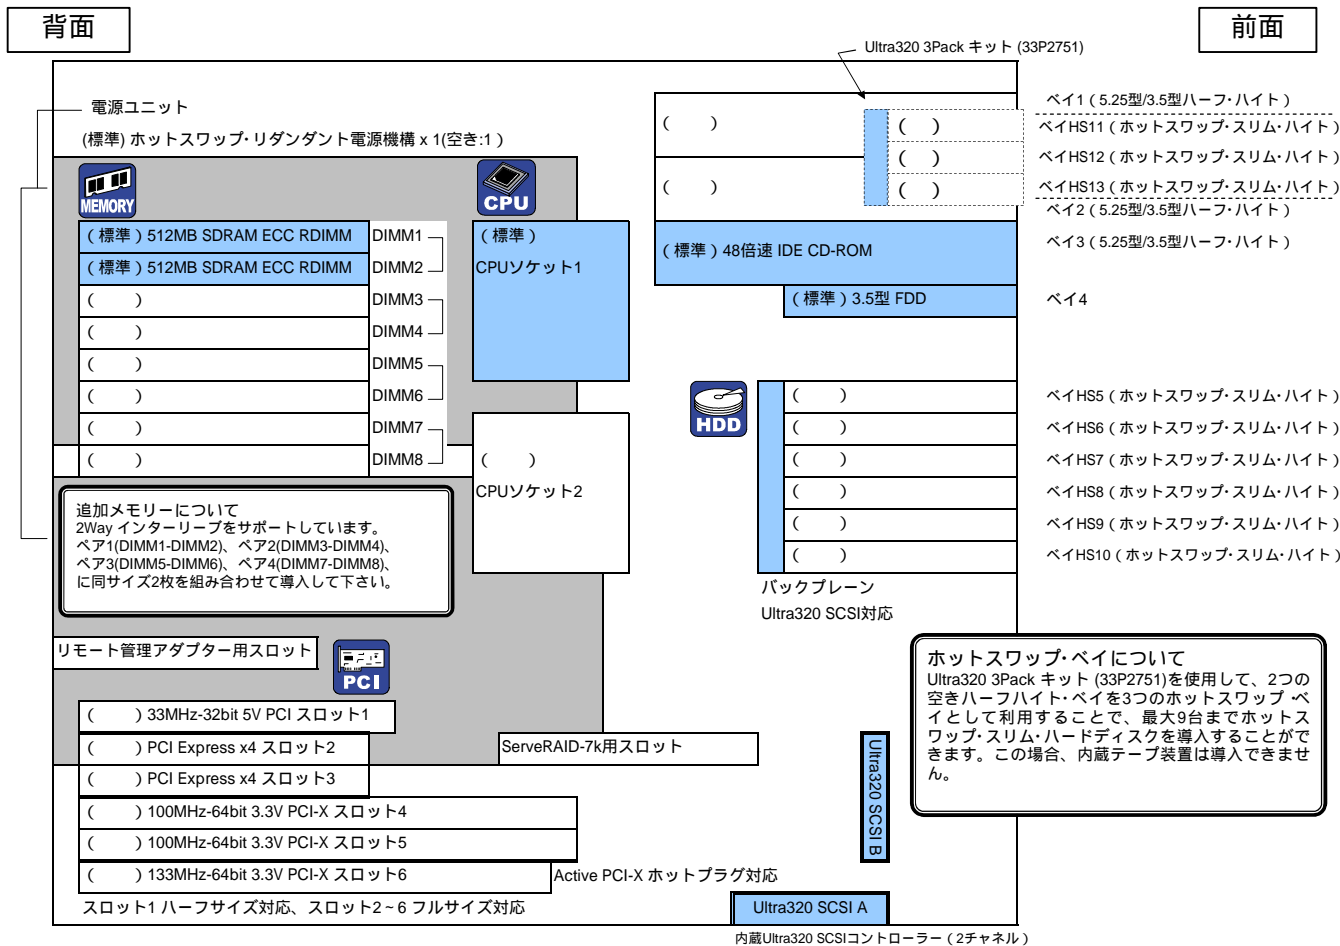 背面
前面
Ultra320 3Pack キット (33P2751)
電源ユニット
(標準) ホットスワップ・リダンダント電源機構 x 1(空き:1 )
MEMORY
CPU
( 標準 ) 512MB SDRAM ECC RDIMM DIMM1
( 標準 ) 512MB SDRAM ECC RDIMM DIMM2
(　　) DIMM3
(　　) DIMM4
(　　) DIMM5
(　　) DIMM6
(　　) DIMM7
(　　) DIMM8
( 標準 )
CPUソケット1
(　　)
CPUソケット2
(　　)
(　　)
(　　)
(　　)
(　　)
( 標準 ) 48倍速 IDE CD-ROM
( 標準 ) 3.5型 FDD
ベイ1 ( 5.25型/3.5型ハーフ・ハイト )
ベイHS11 ( ホットスワップ・スリム・ハイト )
ベイHS12 ( ホットスワップ・スリム・ハイト )
ベイHS13 ( ホットスワップ・スリム・ハイト )
ベイ2 ( 5.25型/3.5型ハーフ・ハイト )
ベイ3 ( 5.25型/3.5型ハーフ・ハイト )
ベイ4
HDD
(　　) ベイHS5 ( ホットスワップ・スリム・ハイト )
(　　) ベイHS6 ( ホットスワップ・スリム・ハイト )
(　　) ベイHS7 ( ホットスワップ・スリム・ハイト )
(　　) ベイHS8 ( ホットスワップ・スリム・ハイト )
(　　) ベイHS9 ( ホットスワップ・スリム・ハイト )
(　　) ベイHS10 ( ホットスワップ・スリム・ハイト )
バックプレーン
Ultra320 SCSI対応
追加メモリーについて
2Way インターリーブをサポートしています。
ペア1(DIMM1-DIMM2)、ペア2(DIMM3-DIMM4)、
ペア3(DIMM5-DIMM6)、ペア4(DIMM7-DIMM8)、
に同サイズ2枚を組み合わせて導入して下さい。
リモート管理アダプター用スロット
PCI
(　　) 33MHz-32bit 5V PCI スロット1
(　　) PCI Express x4 スロット2
(　　) PCI Express x4 スロット3
(　　) 100MHz-64bit 3.3V PCI-X スロット4
(　　) 100MHz-64bit 3.3V PCI-X スロット5
(　　) 133MHz-64bit 3.3V PCI-X スロット6
Active PCI-X ホットプラグ対応
スロット1 ハーフサイズ対応、スロット2 ~ 6 フルサイズ対応
ServeRAID-7k用スロット
Ultra320 SCSI B
Ultra320 SCSI A
内蔵Ultra320 SCSIコントローラー ( 2チャネル )
ホットスワップ・ベイについて
Ultra320 3Pack キット (33P2751)を使用して、2つの
空きハーフハイト・ベイを3つのホットスワップ・ベ
イとして利用することで、最大9台までホットス
ワップ・スリム・ハードディスクを導入することがで
きます。この場合、内蔵テープ装置は導入できませ
ん。